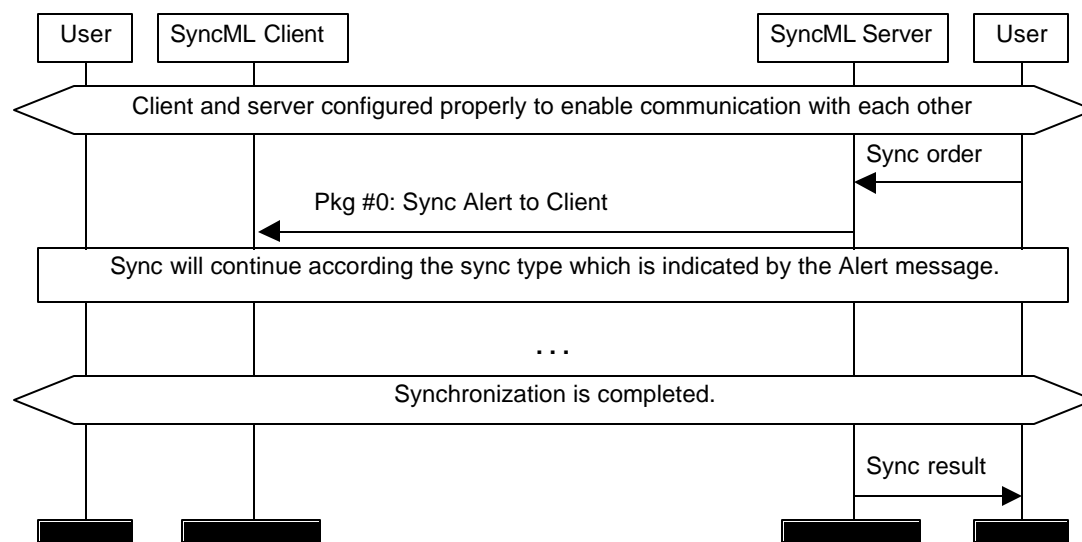 User
SyncML Client
SyncML Server
User
Client and server configured properly to enable communication with each other
Sync order
Pkg #0: Sync Alert to Client
Sync will continue according the sync type which is indicated by the Alert message.
...
Synchronization is completed.
Sync result